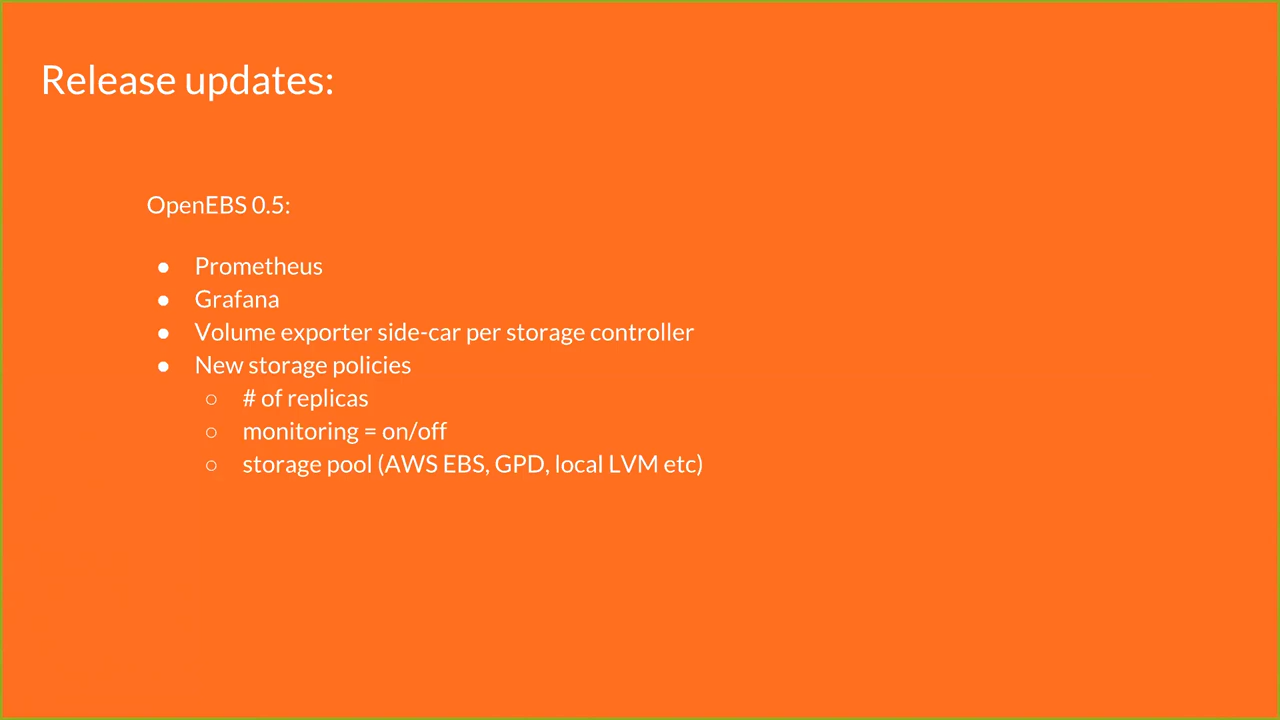 Release updates:
OpenEBS 0.5:
● Prometheus
● Grafana
● Volume exporter side-car per storage controller
● New storage policies
○ # of replicas
○ monitoring = on/off
○ storage pool (AWS EBS, GPD, local LVM etc)